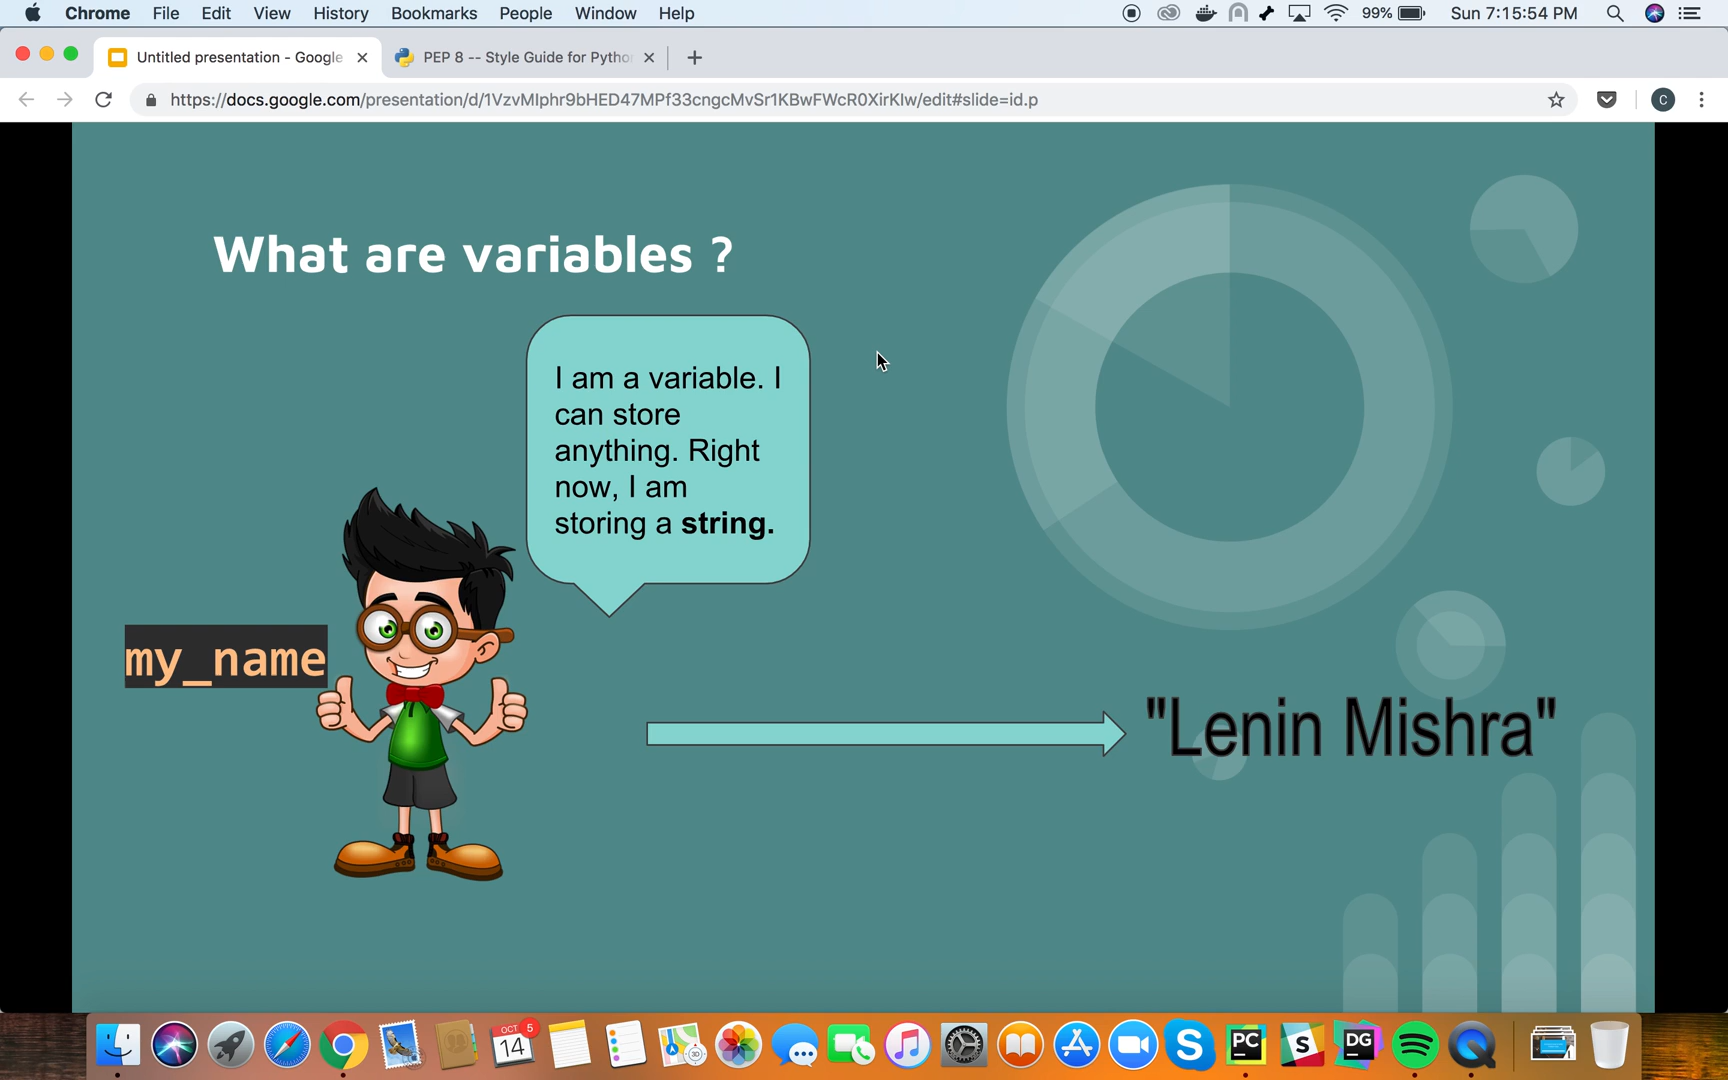 Chrome File Edit View History Bookmarks People Window Help 99% Sun 7:15:54 PM
Untitled presentation - Google PEP 8 -- Style Guide for Pytho
https://docs.google.com/presentation/d/1VzvMIphr9bHED47MPf33cngcMvSr1KBwFWcR0XirKIw/edit#slide=id.p C
What are variables ?
I am a variable. I
can store
anything. Right
now, I am
storing a string.
my_name
"Lenin Mishra"
OCT 5
14
PC
S
DG